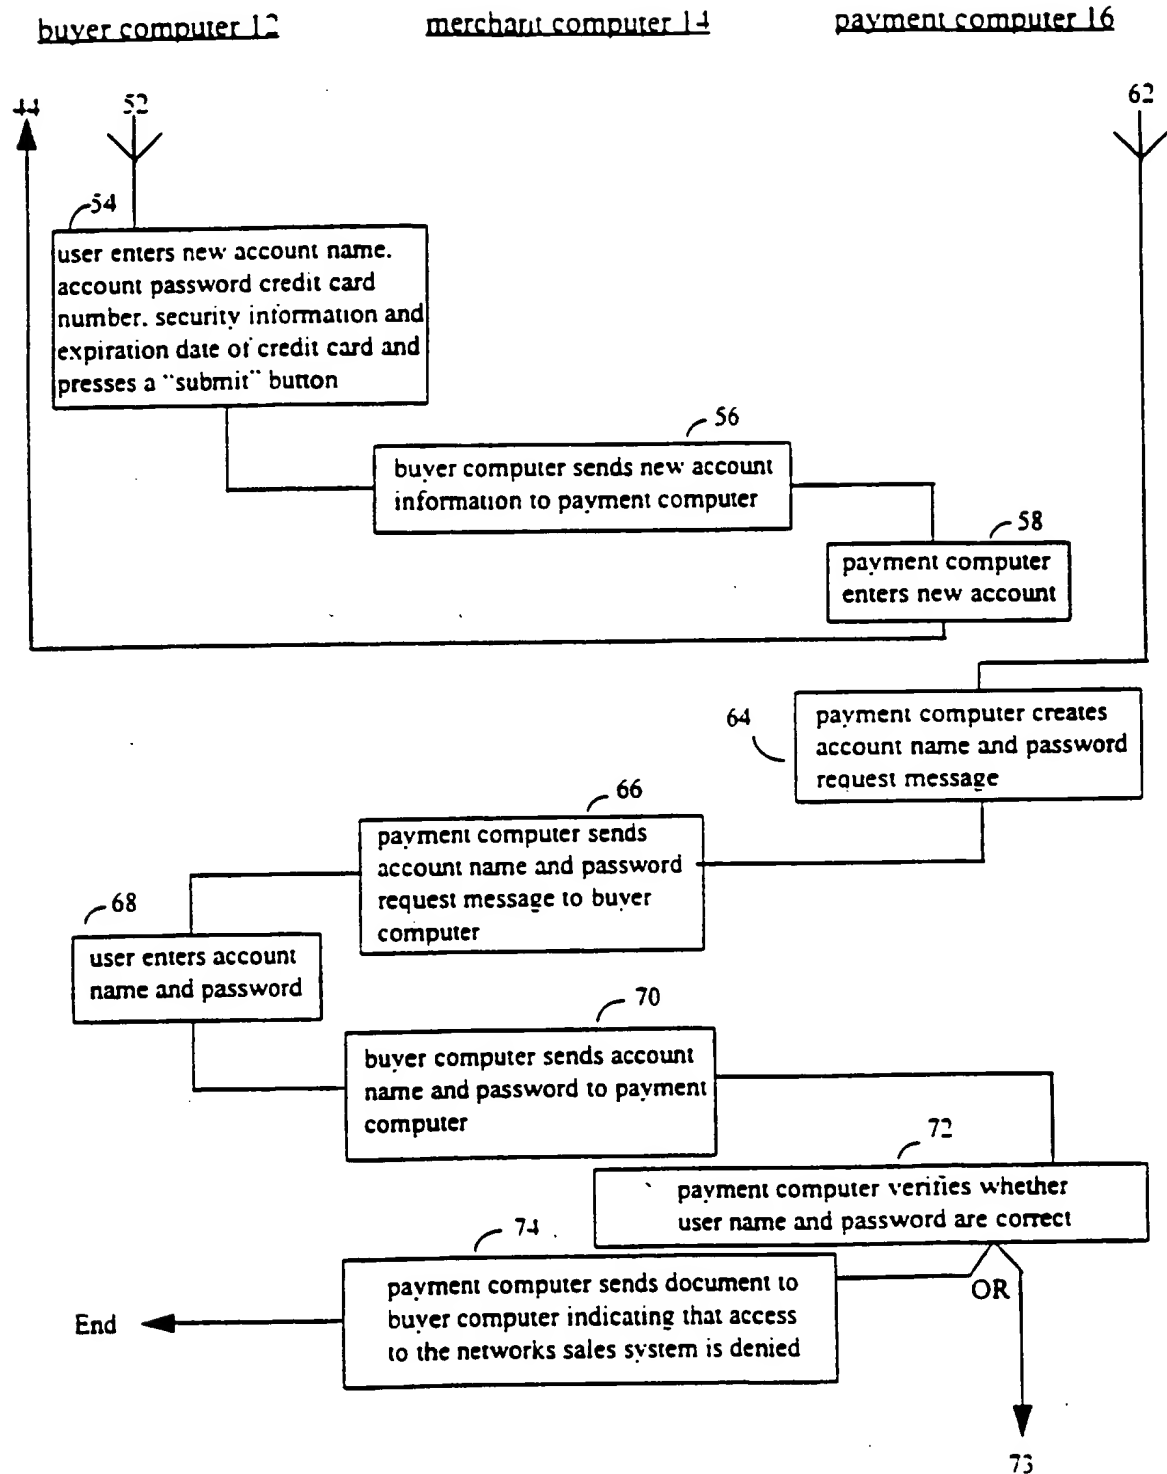 buyer computer 12
merchant computer 14
payment computer 16
44
52
62
54
user enters new account name.
account password credit card
number. security information and
expiration date of credit card and
presses a "submit" button
56
buyer computer sends new account
information to payment computer
58
payment computer
enters new account
64
payment computer creates
account name and password
request message
66
payment computer sends
account name and password
request message to buyer
computer
68
user enters account
name and password
70
buyer computer sends account
name and password to payment
computer
72
payment computer verifies whether
user name and password are correct
74
payment computer sends document to
buyer computer indicating that access
to the networks sales system is denied
OR
End
73